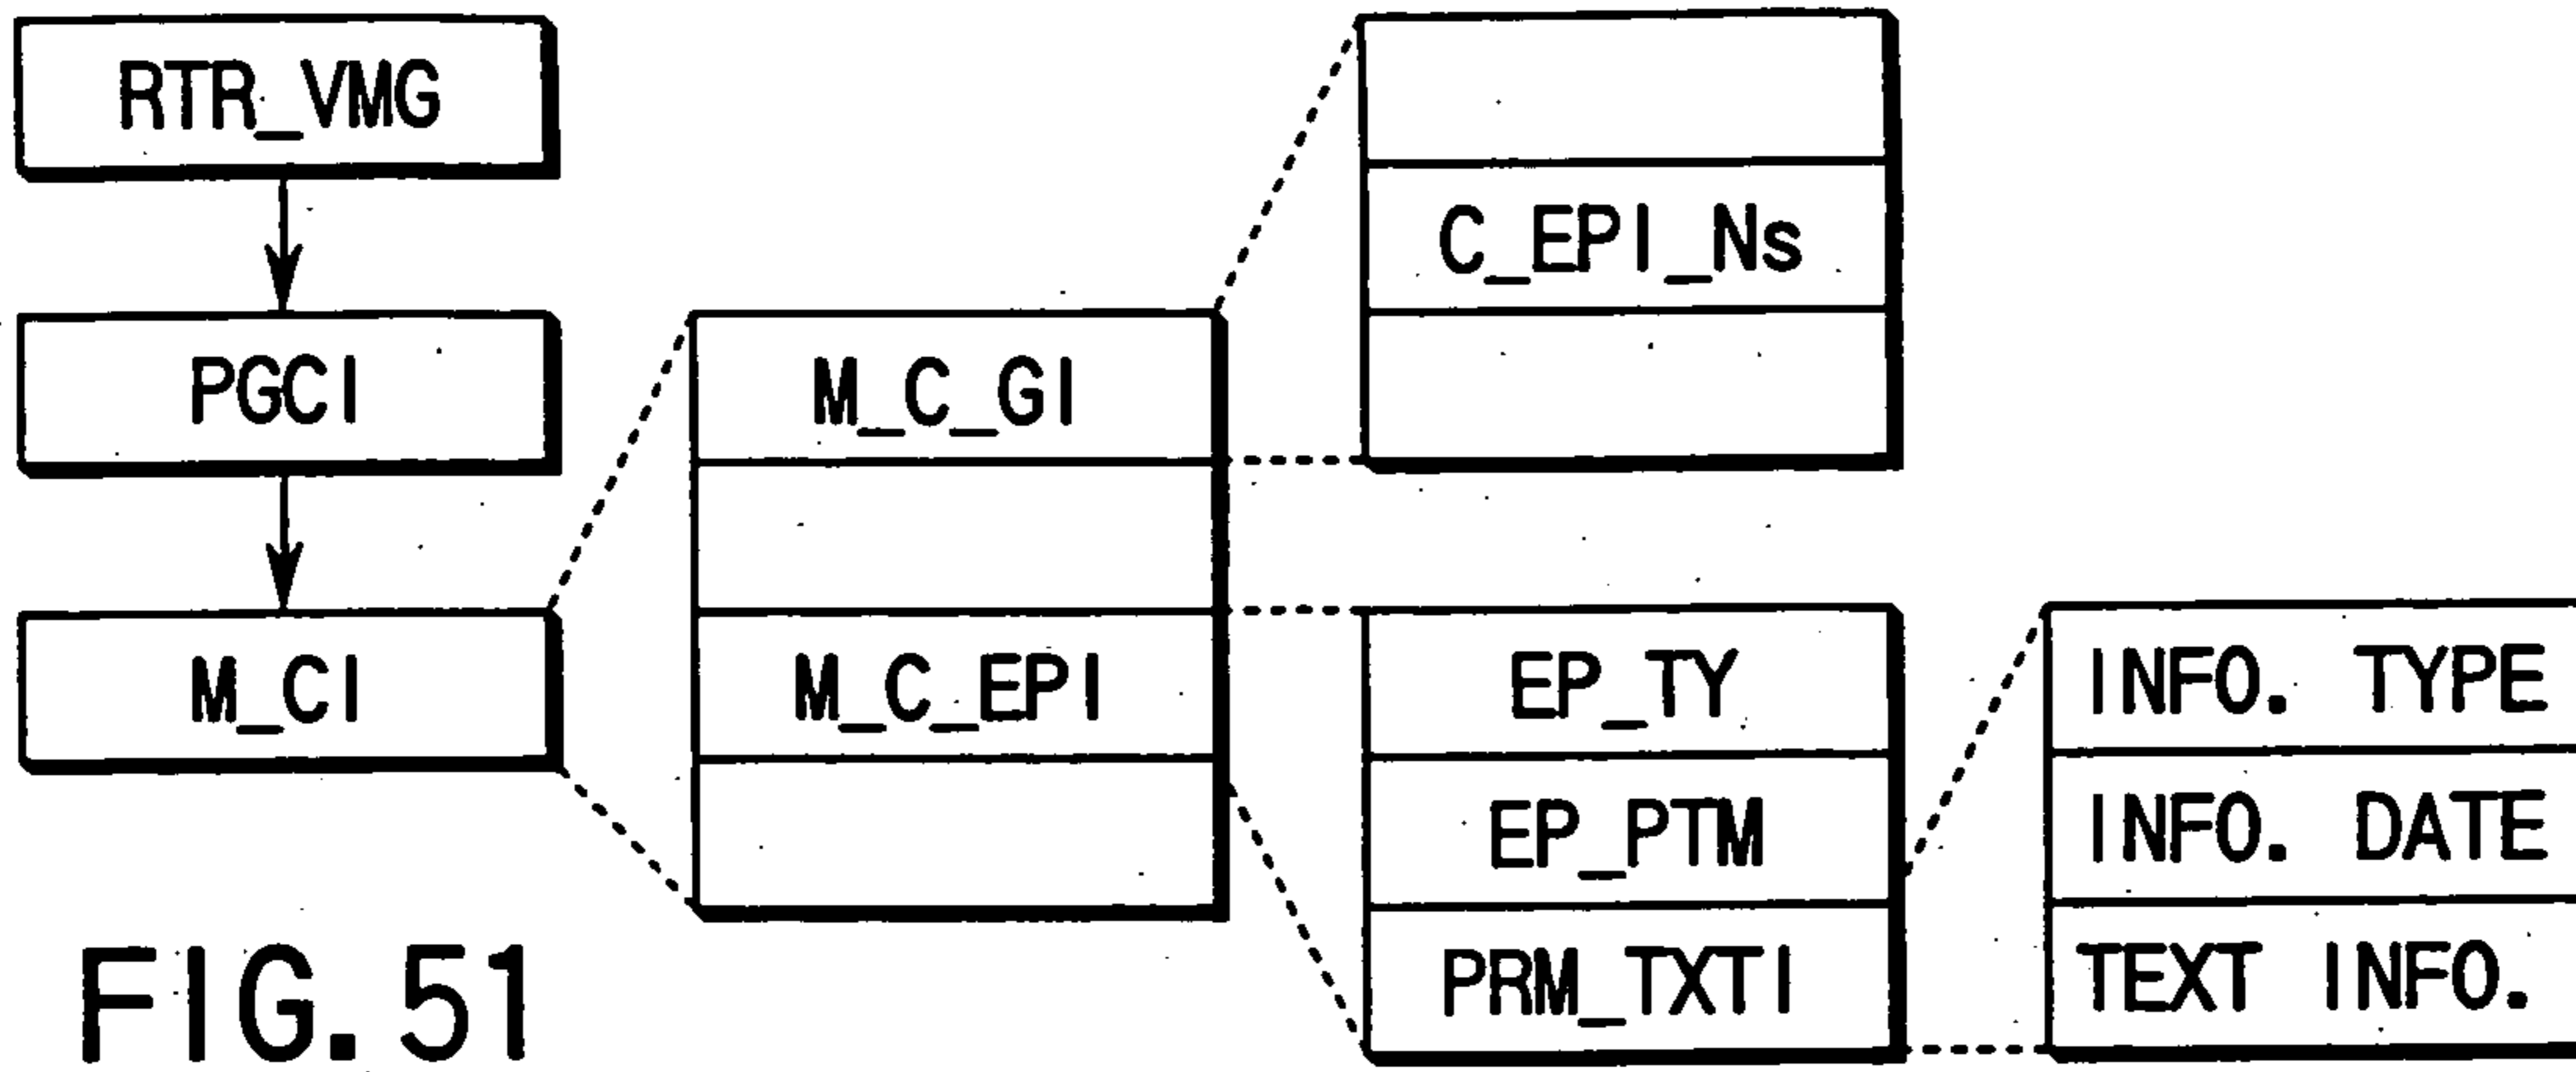 RTR_VMG
PGCI
M_CI
M_C_GI
M_C_EPI
C_EPI_Ns
EP_TY
EP_PTM
PRM_TXTI
INFO. TYPE
INFO. DATE
TEXT INFO.
FIG. 51